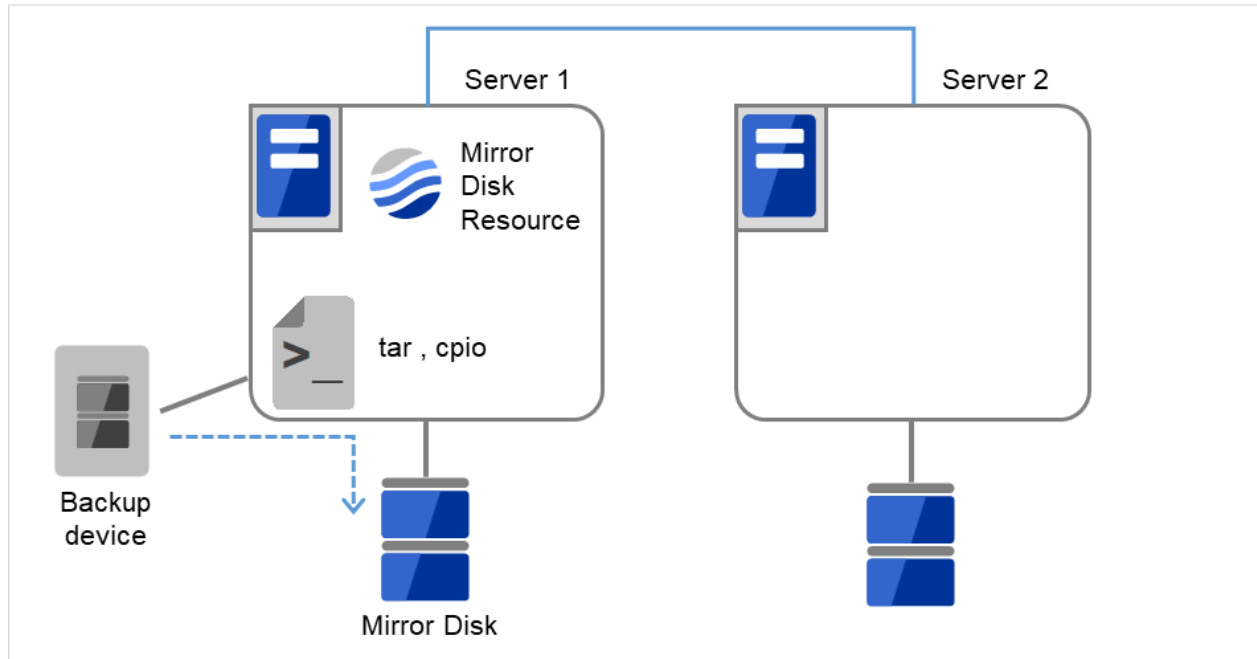 Server 1
Server 2
Mirror
Disk
Resource
tar , cpio
>_
Backup
device
Mirror Disk